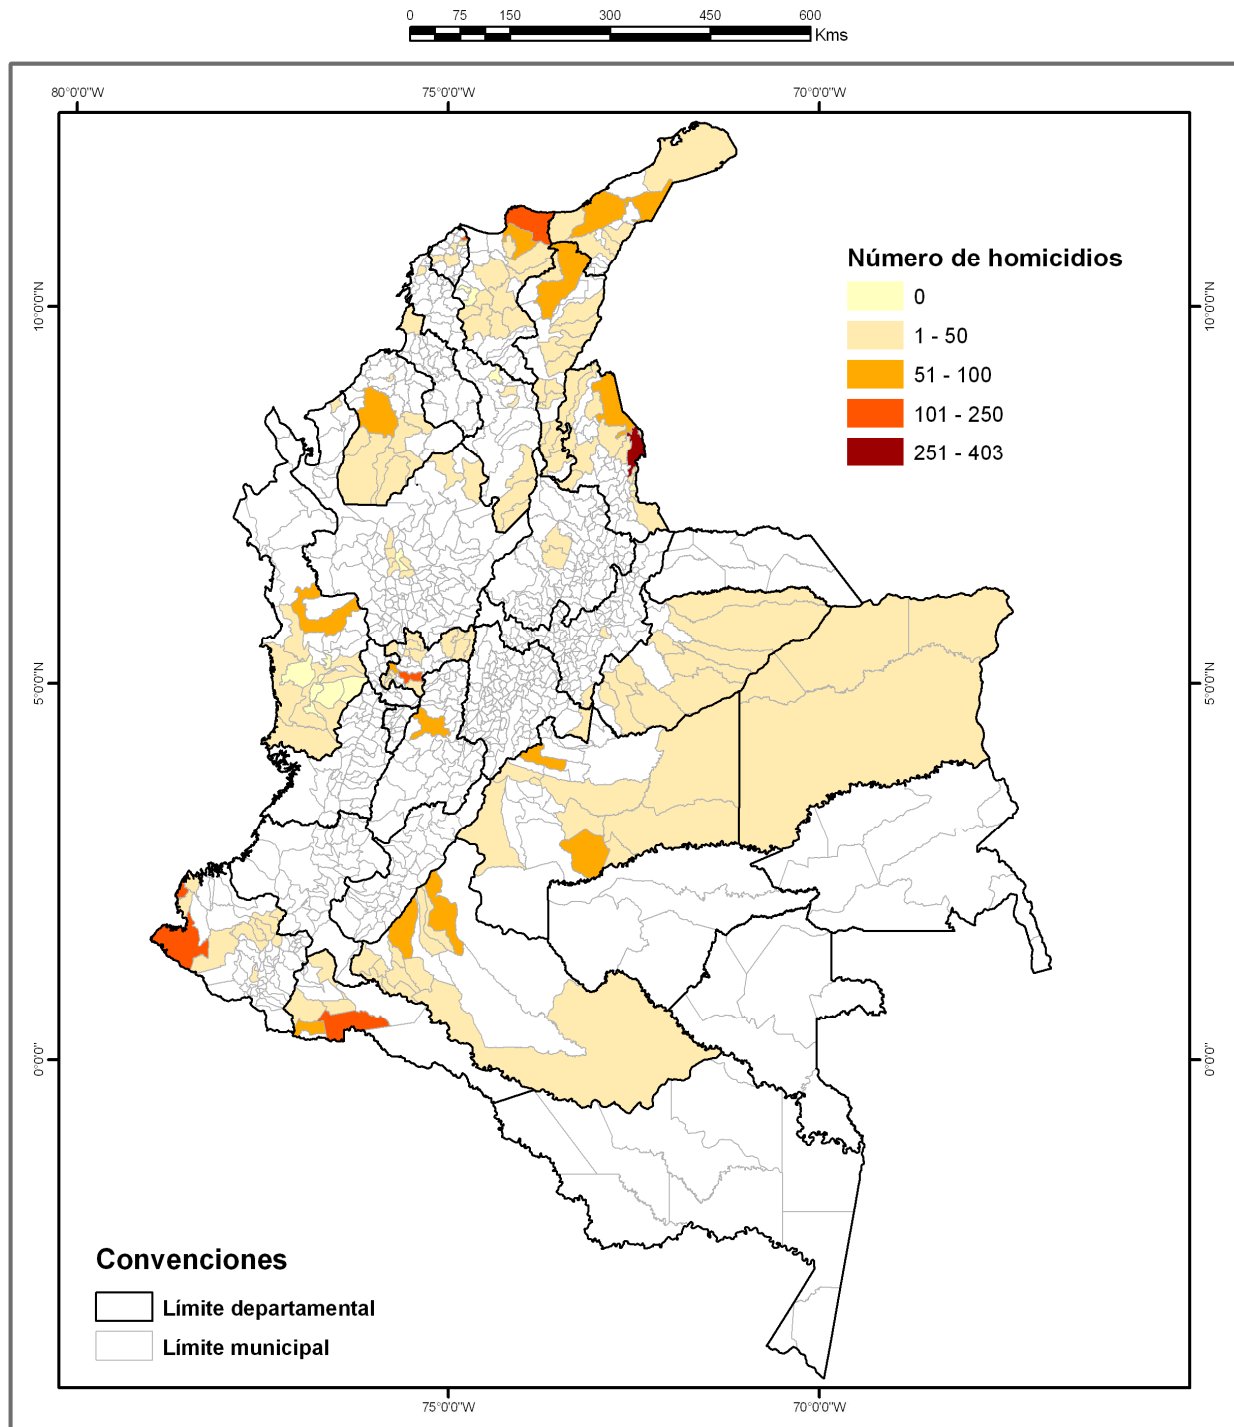 0 75 150 300 450 600
Kms
80°0'0"W 75°0'0"W 70°0'0"W
Número de homicidios
0
1 - 50
51 - 100
101 - 250
251 - 403
10°0'0"N 10°0'0"N
5°0'0"N 5°0'0"N
0°0'0" 0°0'0"
Convenciones
Límite departamental
Límite municipal
75°0'0"W 70°0'0"W